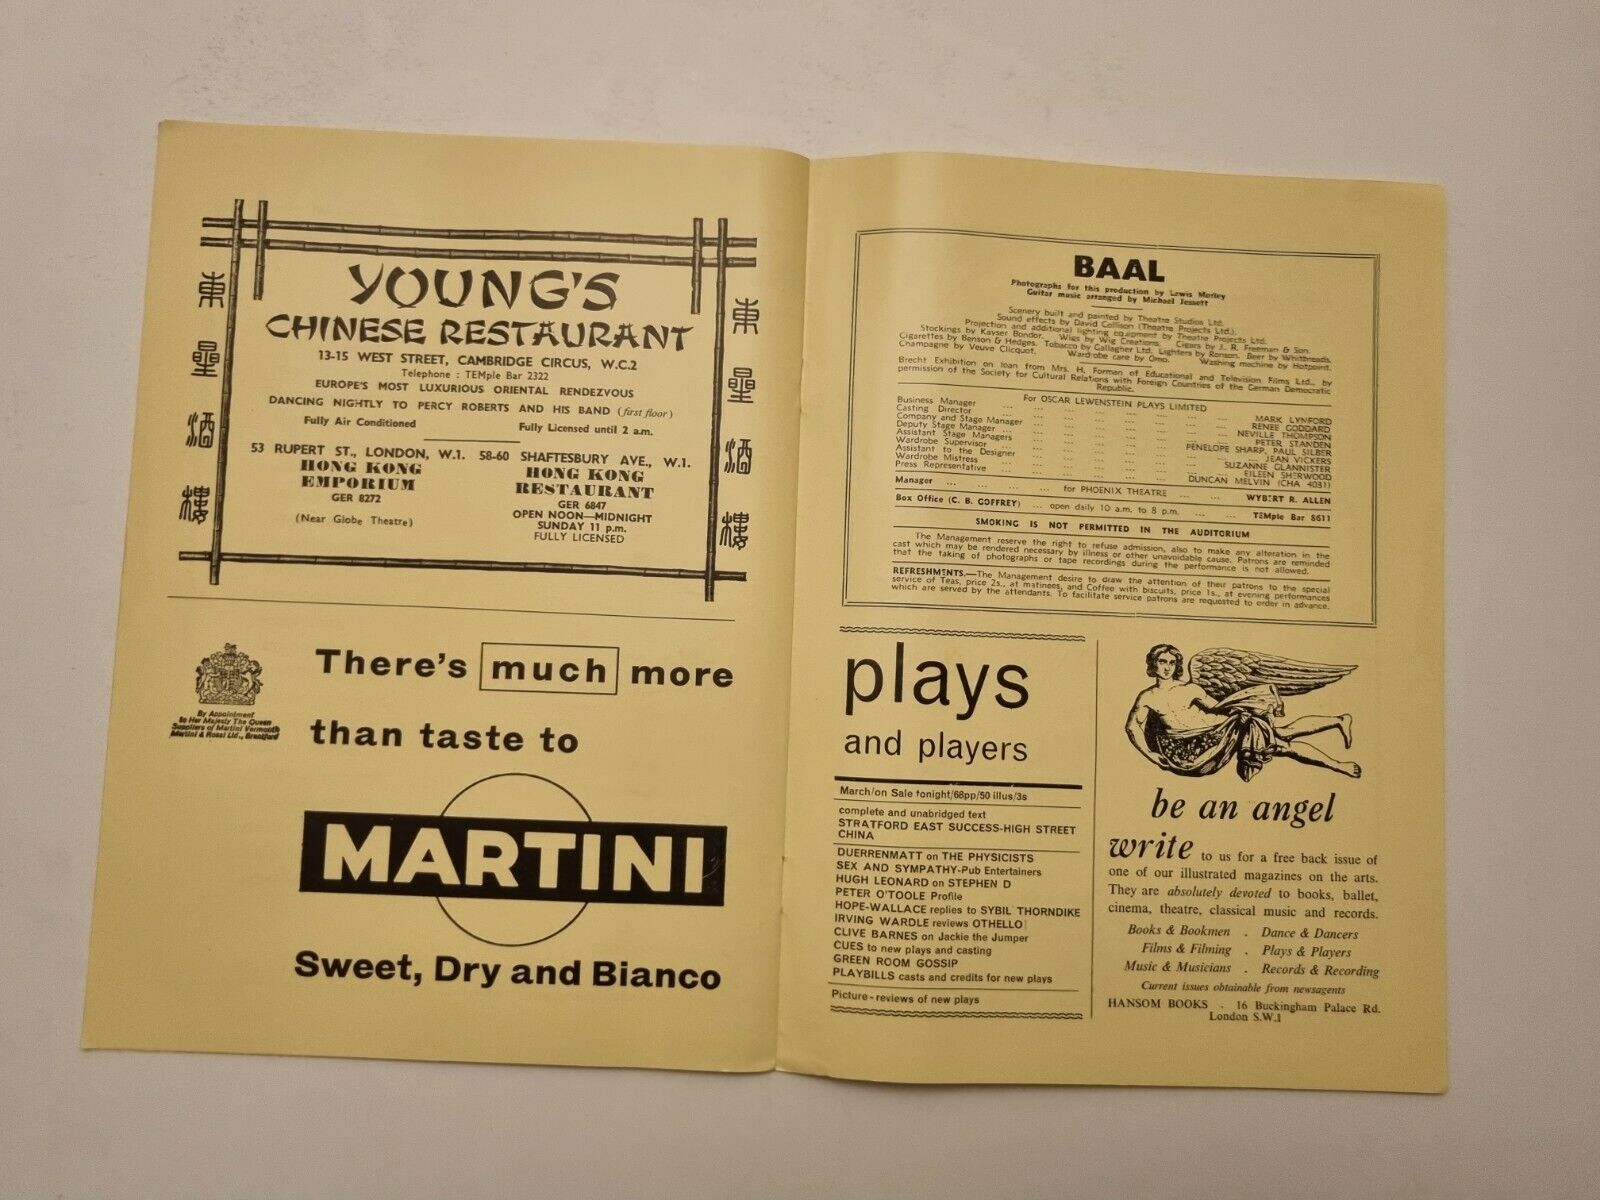 東
星
酒
樓
YOUNG'S
CHINESE RESTAURANT
13-15 WEST STREET, CAMBRIDGE CIRCUS, W.C.2
Telephone : TEMple Bar 2322
EUROPE'S MOST LUXURIOUS ORIENTAL RENDEZVOUS
DANCING NIGHTLY TO PERCY ROBERTS AND HIS BAND (first floor)
Fully Air Conditioned Fully Licensed until 2 a.m.
53 RUPERT ST., LONDON, W.1.
HONG KONG
EMPORIUM
GER 8272
(Near Globe Theatre)
58-60 SHAFTESBURY AVE., W.1.
HONG KONG
RESTAURANT
GER 6847
OPEN NOON—MIDNIGHT
SUNDAY 11 p.m.
FULLY LICENSED
東
星
酒
樓
By Appointment
to Her Majesty The Queen
Suppliers of Martini Vermouth
Martini & Rossi Ltd., Brentford
There's much more
than taste to
MARTINI
Sweet, Dry and Bianco
BAAL
Photographs for this production by Lewis Morley
Guitar music arranged by Michael Jessett
Scenery built and painted by Theatre Studios Ltd.
Sound effects by David Collison (Theatre Projects Ltd.).
Projection and additional lighting equipment by Theatre Projects Ltd.
Stockings by Kayser Bondor. Wigs by Wig Creations. Cigars by J. R. Freeman & Son.
Cigarettes by Benson & Hedges. Tobacco by Gallagher Ltd. Lighters by Ronson. Beer by Whitbreads.
Champagne by Veuve Clicquot. Wardrobe care by Omo. Washing machine by Hotpoint.
Brecht Exhibition on loan from Mrs. H. Forman of Educational and Television Films Ltd., by
permission of the Society for Cultural Relations with Foreign Countries of the German Democratic
Republic.
For OSCAR LEWENSTEIN PLAYS LIMITED
Business Manager ... MARK LYNFORD
Casting Director ... RENEE GODDARD
Company and Stage Manager ... NEVILLE THOMPSON
Deputy Stage Manager ... PETER STANDEN
Assistant Stage Managers ... PENELOPE SHARP, PAUL SILBER
Wardrobe Supervisor ... JEAN VICKERS
Assistant to the Designer ... SUZANNE GLANNISTER
Wardrobe Mistress ... EILEEN SHERWOOD
Press Representative ... DUNCAN MELVIN (CHA 4031)
Manager ... for PHOENIX THEATRE ... WYBERT R. ALLEN
Box Office (C. B. GOFFREY) ... open daily 10 a.m. to 8 p.m. ... TEMple Bar 8611
SMOKING IS NOT PERMITTED IN THE AUDITORIUM
The Management reserve the right to refuse admission, also to make any alteration in the
cast which may be rendered necessary by illness or other unavoidable cause. Patrons are reminded
that the taking of photographs or tape recordings during the performance is not allowed.
REFRESHMENTS.—The Management desire to draw the attention of their patrons to the special
service of Teas, price 2s., at matinees, and Coffee with biscuits, price 1s., at evening performances
which are served by the attendants. To facilitate service patrons are requested to order in advance.
plays
and players
March/on Sale tonight/68pp/50 illus/3s
complete and unabridged text
STRATFORD EAST SUCCESS-HIGH STREET
CHINA
DUERRENMATT on THE PHYSICISTS
SEX AND SYMPATHY-Pub Entertainers
HUGH LEONARD on STEPHEN D
PETER O'TOOLE Profile
HOPE-WALLACE replies to SYBIL THORNDIKE
IRVING WARDLE reviews OTHELLO
CLIVE BARNES on Jackie the Jumper
CUES to new plays and casting
GREEN ROOM GOSSIP
PLAYBILLS casts and credits for new plays
Picture - reviews of new plays
be an angel
write to us for a free back issue of
one of our illustrated magazines on the arts.
They are absolutely devoted to books, ballet,
cinema, theatre, classical music and records.
Books & Bookmen . Dance & Dancers
Films & Filming . Plays & Players
Music & Musicians . Records & Recording
Current issues obtainable from newsagents
HANSOM BOOKS . 16 Buckingham Palace Rd.
London S.W.1